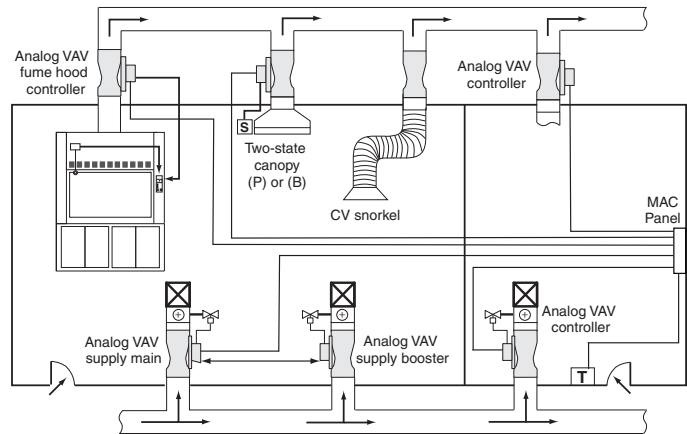 Analog VAV
fume hood
controller
Analog VAV
controller
S
Two-state
canopy
(P) or (B)
CV snorkel
MAC
Panel
Analog VAV
supply main
Analog VAV
supply booster
Analog VAV
controller
T